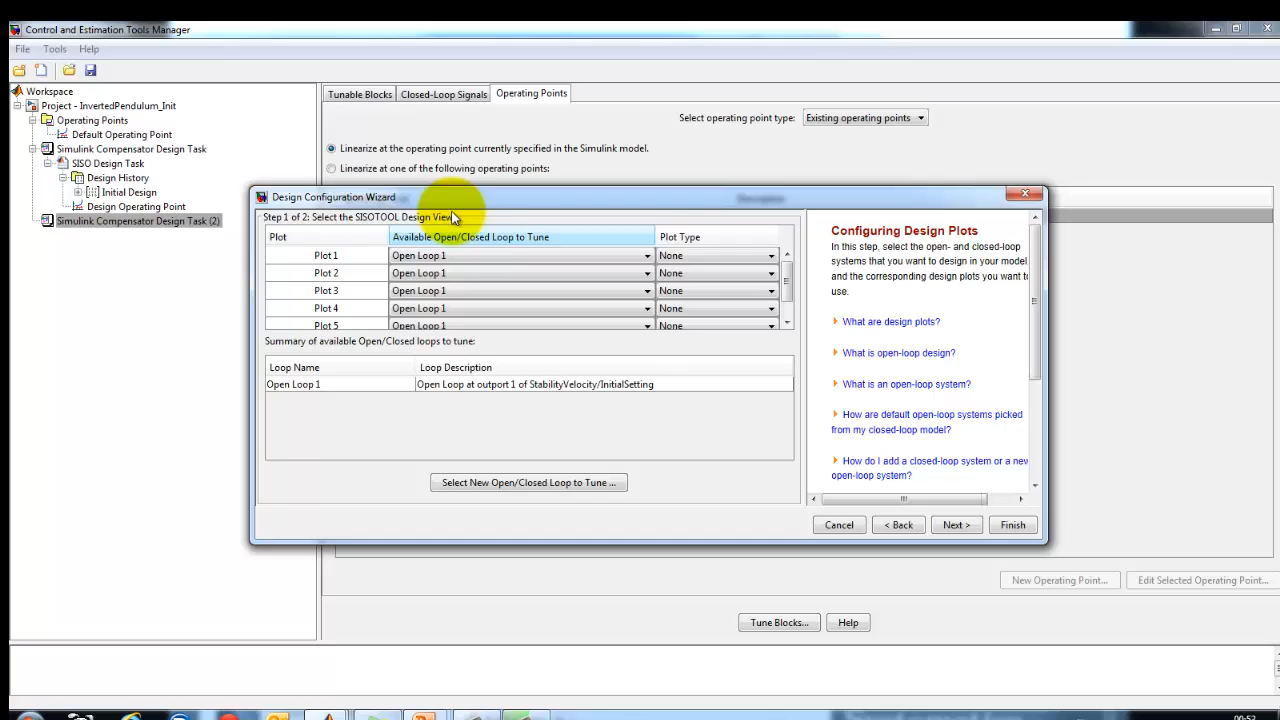 Control and Estimation Tools Manager
File Tools Help
Workspace
Project - InvertedPendulum_Init
Operating Points
Default Operating Point
Simulink Compensator Design Task
SISO Design Task
Design History
Initial Design
Design Operating Point
Simulink Compensator Design Task (2)
Tunable Blocks Closed-Loop Signals Operating Points
Select operating point type: Existing operating points
Linearize at the operating point currently specified in the Simulink model.
Linearize at one of the following operating points:
Design Configuration Wizard
Step 1 of 2: Select the SISOTOOL Design View
Plot Available Open/Closed Loop to Tune Plot Type
Plot 1 Open Loop 1 None
Plot 2 Open Loop 1 None
Plot 3 Open Loop 1 None
Plot 4 Open Loop 1 None
Plot 5 Open Loop 1 None
Summary of available Open/Closed loops to tune:
Loop Name Loop Description
Open Loop 1 Open Loop at outport 1 of StabilityVelocity/InitialSetting
Select New Open/Closed Loop to Tune ...
Configuring Design Plots
In this step, select the open- and closed-loop
systems that you want to design in your model
and the corresponding design plots you want to
use.
What are design plots?
What is open-loop design?
What is an open-loop system?
How are default open-loop systems picked
from my closed-loop model?
How do I add a closed-loop system or a new
open-loop system?
Cancel < Back Next > Finish
New Operating Point... Edit Selected Operating Point...
Tune Blocks... Help
00:52